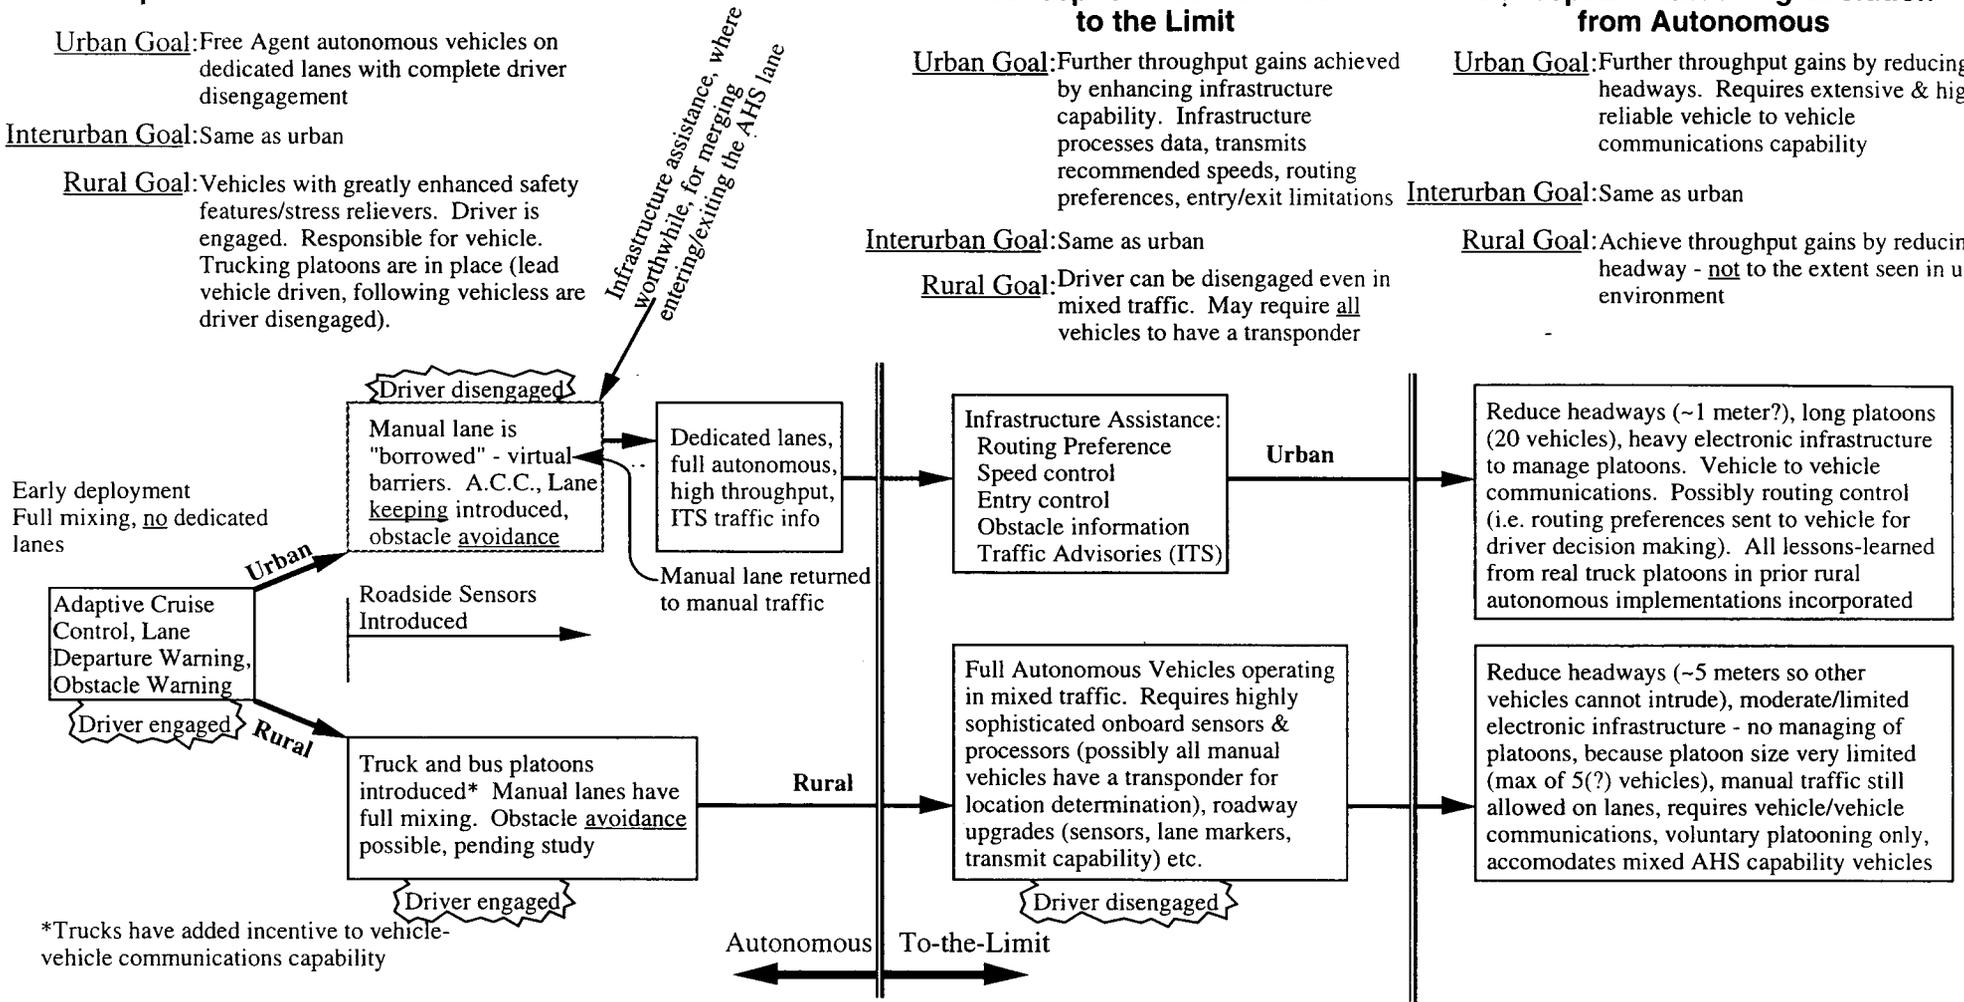 to the Limit
from Autonomous
Urban Goal: Free Agent autonomous vehicles on
dedicated lanes with complete driver
disengagement
Interurban Goal: Same as urban
Rural Goal: Vehicles with greatly enhanced safety
features/stress relievers. Driver is
engaged. Responsible for vehicle.
Trucking platoons are in place (lead
vehicle driven, following vehicless are
driver disengaged).
Infrastructure assistance, where
worthwhile, for merging
entering/exiting the AHS lane
Urban Goal: Further throughput gains achieved
by enhancing infrastructure
capability. Infrastructure
processes data, transmits
recommended speeds, routing
preferences, entry/exit limitations
Interurban Goal: Same as urban
Rural Goal: Driver can be disengaged even in
mixed traffic. May require all
vehicles to have a transponder
Urban Goal: Further throughput gains by reducing
headways. Requires extensive &
reliable vehicle to vehicle
communications capability
Interurban Goal: Same as urban
Rural Goal: Achieve throughput gains by
headway - not to the extent seen in
environment
Early deployment
Full mixing, no dedicated
lanes
Adaptive Cruise
Control, Lane
Departure Warning,
Obstacle Warning
Driver engaged
Urban
Rural
Driver disengaged
Manual lane is
"borrowed" - virtual
barriers. A.C.C., Lane
keeping introduced,
obstacle avoidance
Roadside Sensors
Introduced
Dedicated lanes,
full autonomous,
high throughput,
ITS traffic info
Manual lane returned
to manual traffic
Truck and bus platoons
introduced* Manual lanes have
full mixing. Obstacle avoidance
possible, pending study
Driver engaged
Rural
Infrastructure Assistance:
Routing Preference
Speed control
Entry control
Obstacle information
Traffic Advisories (ITS)
Urban
Full Autonomous Vehicles operating
in mixed traffic. Requires highly
sophisticated onboard sensors &
processors (possibly all manual
vehicles have a transponder for
location determination), roadway
upgrades (sensors, lane markers,
transmit capability) etc.
Driver disengaged
Reduce headways (~1 meter?), long platoons
(20 vehicles), heavy electronic infrastructure
to manage platoons. Vehicle to vehicle
communications. Possibly routing control
(i.e. routing preferences sent to vehicle for
driver decision making). All lessons-learned
from real truck platoons in prior rural
autonomous implementations incorporated
Reduce headways (~5 meters so other
vehicles cannot intrude), moderate/limited
electronic infrastructure - no managing of
platoons, because platoon size very limited
(max of 5(?) vehicles), manual traffic still
allowed on lanes, requires vehicle/vehicle
communications, voluntary platooning only,
accomodates mixed AHS capability vehicles
*Trucks have added incentive to vehicle-
vehicle communications capability
Autonomous To-the-Limit